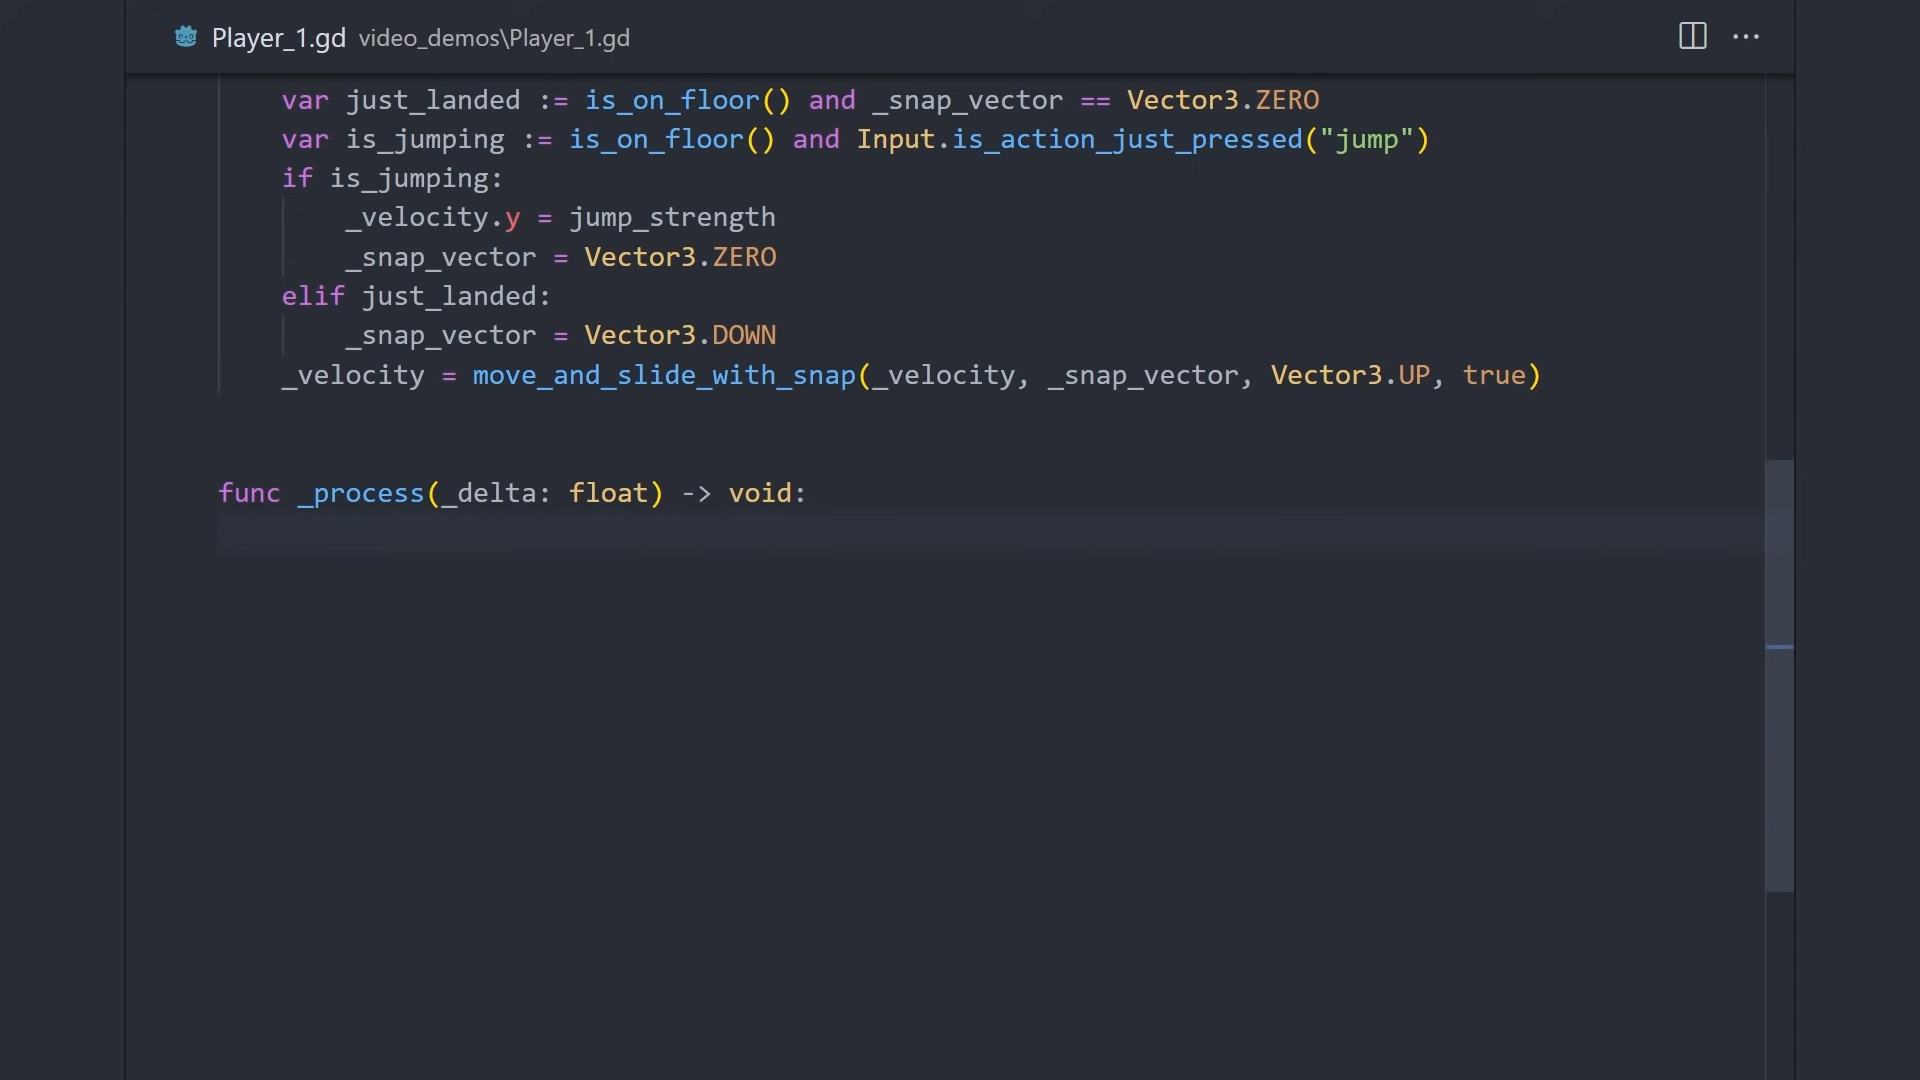 Player_1.gd video_demos\Player_1.gd
var just_landed := is_on_floor() and _snap_vector == Vector3.ZERO
var is_jumping := is_on_floor() and Input.is_action_just_pressed("jump")
if is_jumping:
_velocity.y = jump_strength
_snap_vector = Vector3.ZERO
elif just_landed:
_snap_vector = Vector3.DOWN
_velocity = move_and_slide_with_snap(_velocity, _snap_vector, Vector3.UP, true)
func _process(_delta: float) -> void: